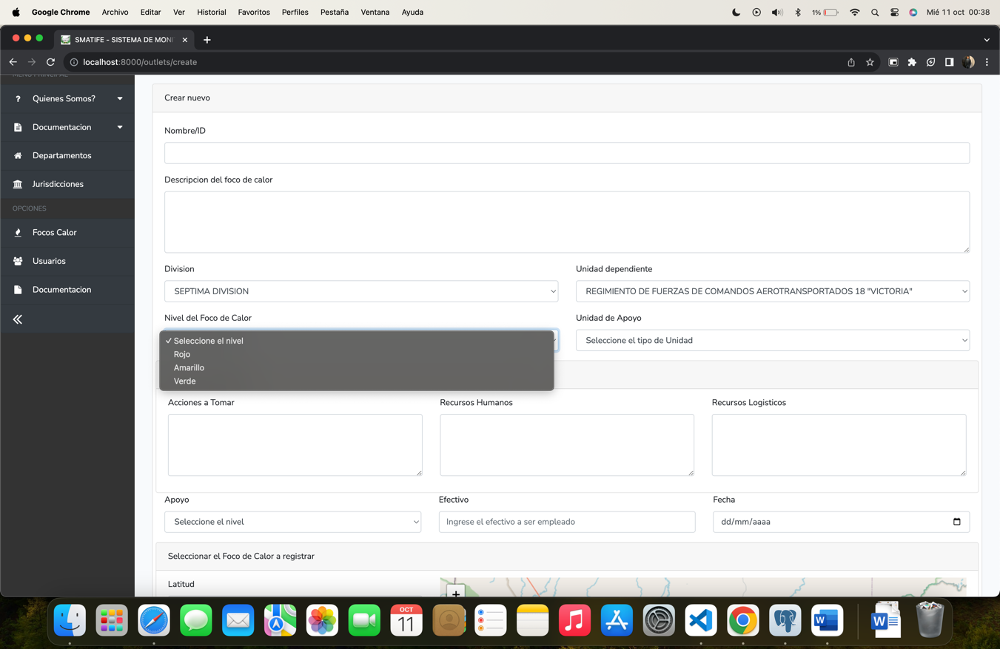 Google Chrome Archivo Editar Ver Historial Favoritos Perfiles Pestaña Ventana Ayuda 1% Mié 11 oct 00:38
SMATIFE - SISTEMA DE MONI
localhost:8000/outlets/create
MENU PRINCIPAL
Quienes Somos?
Documentacion
Departamentos
Jurisdicciones
OPCIONES
Focos Calor
Usuarios
Documentacion
Crear nuevo
Nombre/ID
Descripcion del foco de calor
Division Unidad dependiente
SEPTIMA DIVISION REGIMIENTO DE FUERZAS DE COMANDOS AEROTRANSPORTADOS 18 "VICTORIA"
Nivel del Foco de Calor Unidad de Apoyo
✓ Seleccione el nivel Seleccione el tipo de Unidad
Rojo
Amarillo
Verde
Acciones a Tomar Recursos Humanos Recursos Logisticos
Apoyo Efectivo Fecha
Seleccione el nivel Ingrese el efectivo a ser empleado dd/mm/aaaa
Seleccionar el Foco de Calor a registrar
Latitud
+
OCT
11